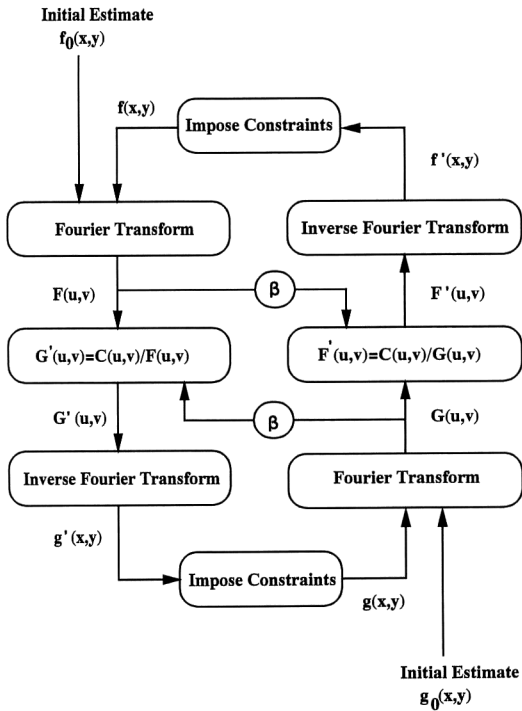 Initial Estimate
f0(x,y)
f(x,y)
Impose Constraints
f '(x,y)
Fourier Transform
Inverse Fourier Transform
F(u,v)
β
F '(u,v)
G'(u,v)=C(u,v)/F(u,v)
F'(u,v)=C(u,v)/G(u,v)
G' (u,v)
β
G(u,v)
Inverse Fourier Transform
Fourier Transform
g' (x,y)
Impose Constraints
g(x,y)
Initial Estimate
g0(x,y)